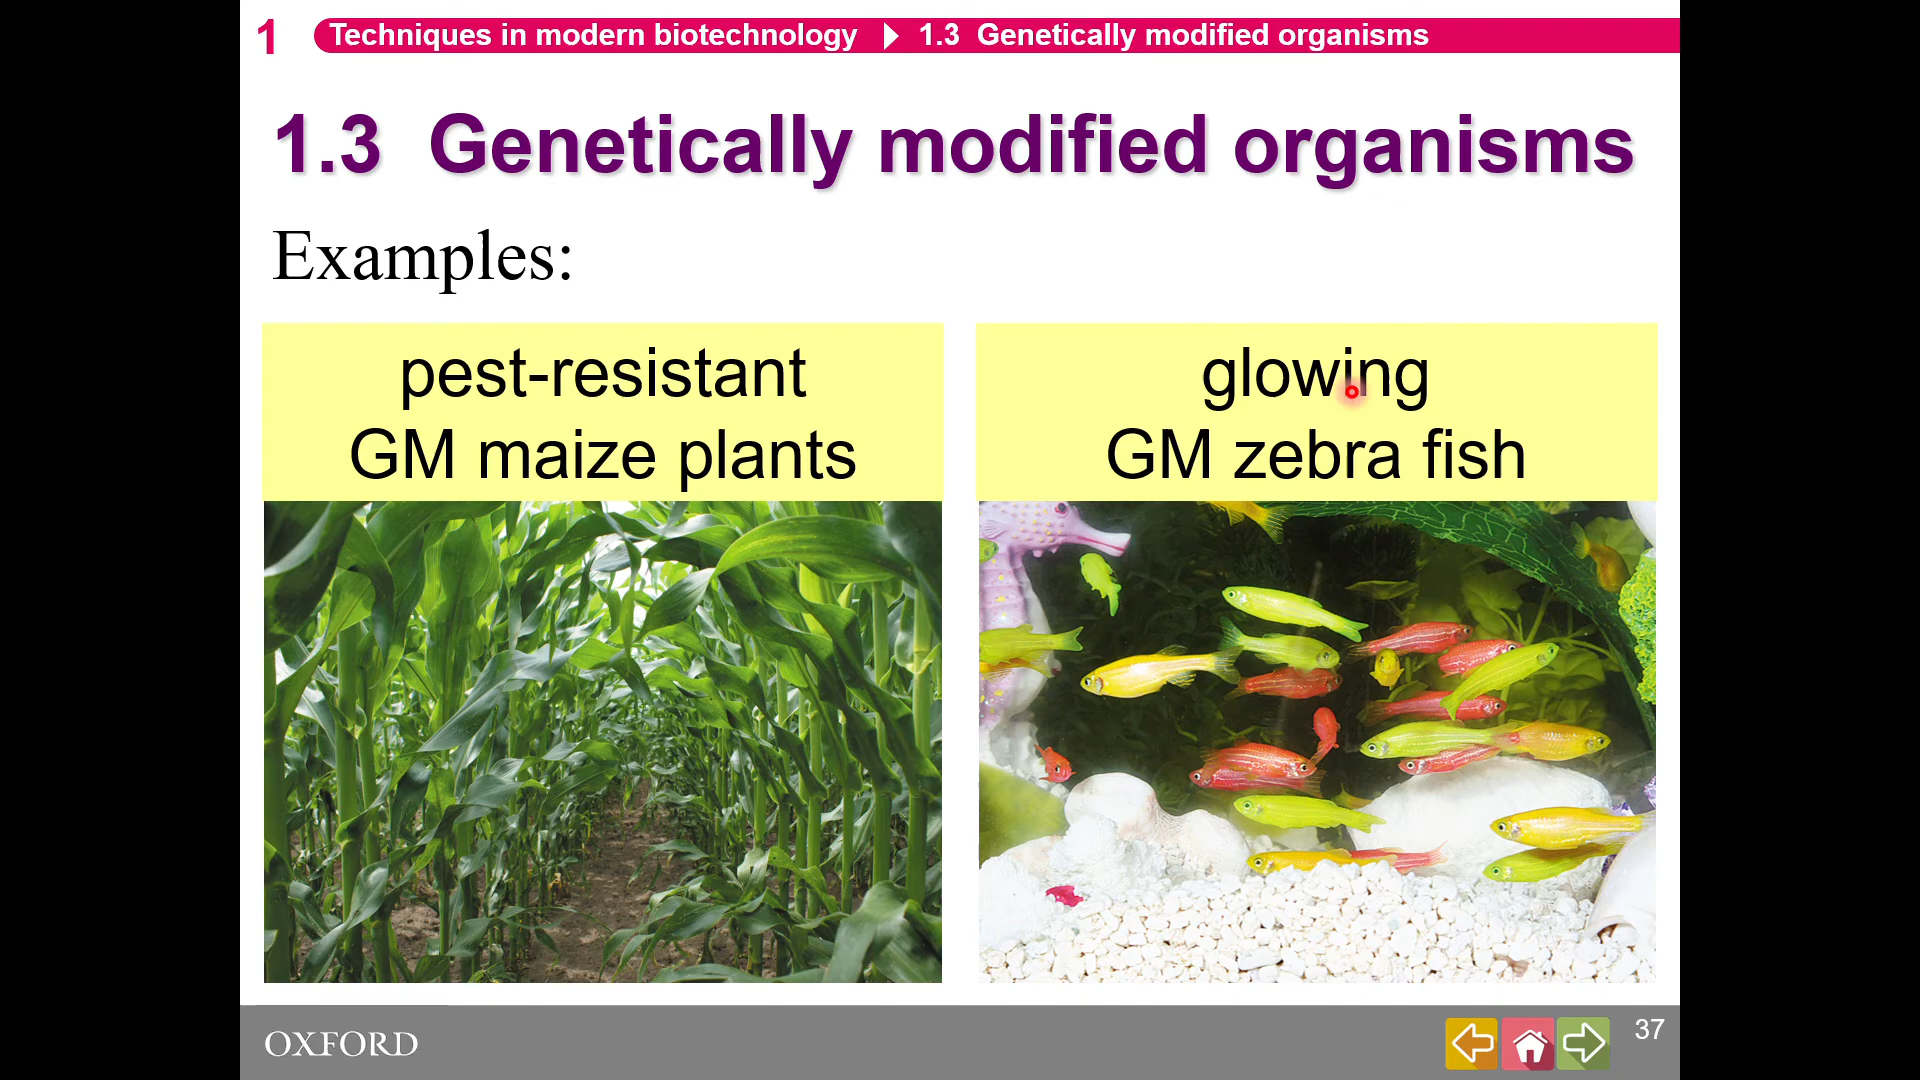 1 Techniques in modern biotechnology 1.3 Genetically modified organisms
1.3 Genetically modified organisms
Examples:
pest-resistant
GM maize plants
glowing
GM zebra fish
OXFORD
37